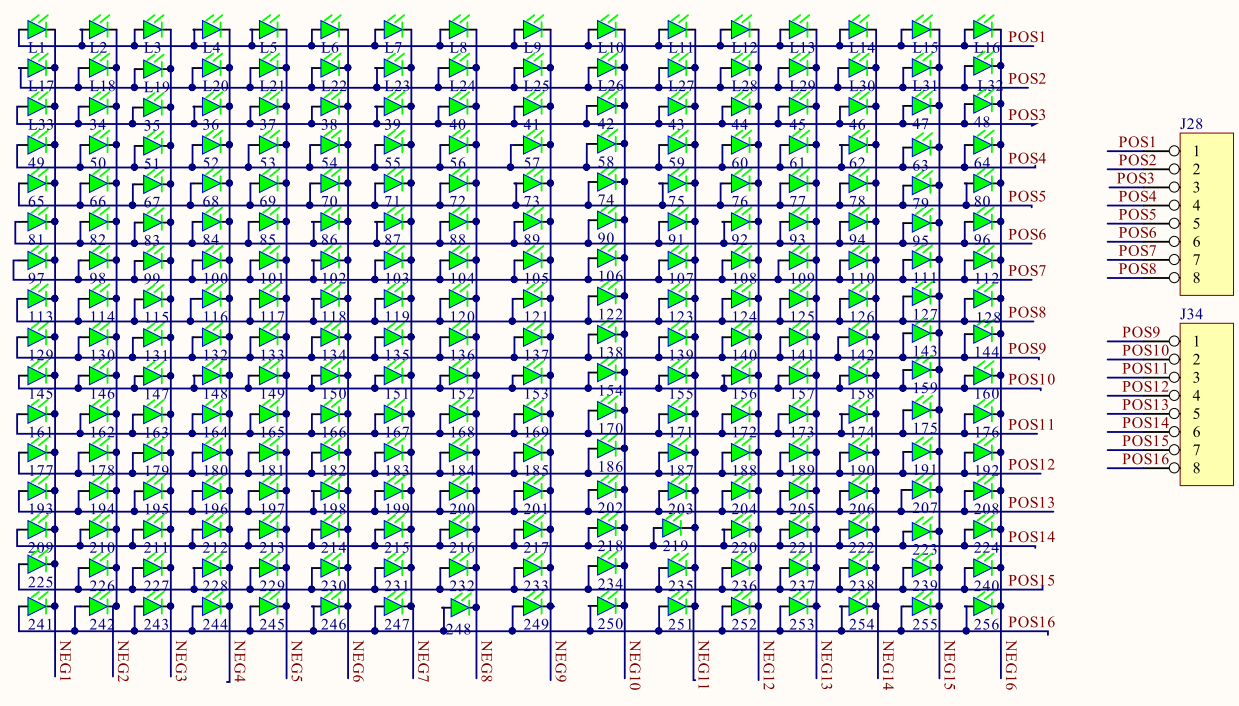 L1 L2 L3 L4 L5 L6 L7 L8 L9 L10 L11 L12 L13 L14 L15 L16 POS1
L17 L18 L19 L20 L21 L22 L23 L24 L25 L26 L27 L28 L29 L30 L31 L32 POS2
L33 34 35 36 37 38 39 40 41 42 43 44 45 46 47 48 POS3
49 50 51 52 53 54 55 56 57 58 59 60 61 62 63 64 POS4
65 66 67 68 69 70 71 72 73 74 75 76 77 78 79 80 POS5
81 82 83 84 85 86 87 88 89 90 91 92 93 94 95 96 POS6
97 98 99 100 101 102 103 104 105 106 107 108 109 110 111 112 POS7
113 114 115 116 117 118 119 120 121 122 123 124 125 126 127 128 POS8
129 130 131 132 133 134 135 136 137 138 139 140 141 142 143 144 POS9
145 146 147 148 149 150 151 152 153 154 155 156 157 158 159 160 POS10
161 162 163 164 165 166 167 168 169 170 171 172 173 174 175 176 POS11
177 178 179 180 181 182 183 184 185 186 187 188 189 190 191 192 POS12
193 194 195 196 197 198 199 200 201 202 203 204 205 206 207 208 POS13
209 210 211 212 213 214 215 216 217 218 219 220 221 222 223 224 POS14
225 226 227 228 229 230 231 232 233 234 235 236 237 238 239 240 POS15
241 242 243 244 245 246 247 248 249 250 251 252 253 254 255 256 POS16
NEG1 NEG2 NEG3 NEG4 NEG5 NEG6 NEG7 NEG8 NEG9 NEG10 NEG11 NEG12 NEG13 NEG14 NEG15 NEG16
J28
POS1 1
POS2 2
POS3 3
POS4 4
POS5 5
POS6 6
POS7 7
POS8 8
J34
POS9 1
POS10 2
POS11 3
POS12 4
POS13 5
POS14 6
POS15 7
POS16 8